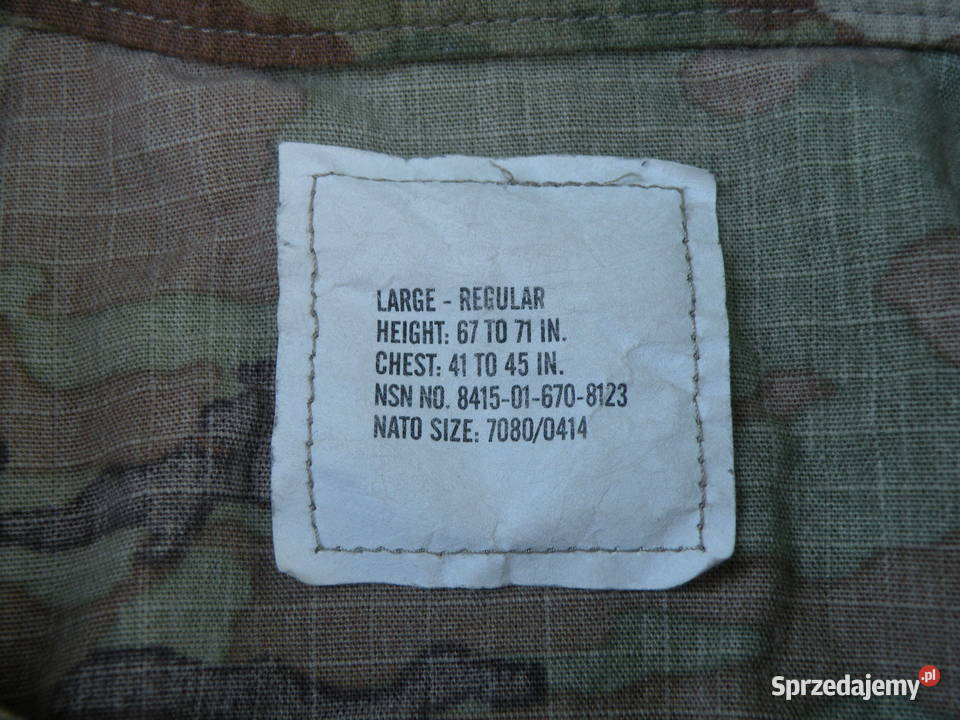 LARGE - REGULAR
HEIGHT: 67 TO 71 IN.
CHEST: 41 TO 45 IN.
NSN NO. 8415-01-670-8123
NATO SIZE: 7080/0414
Sprzedajemy.pl